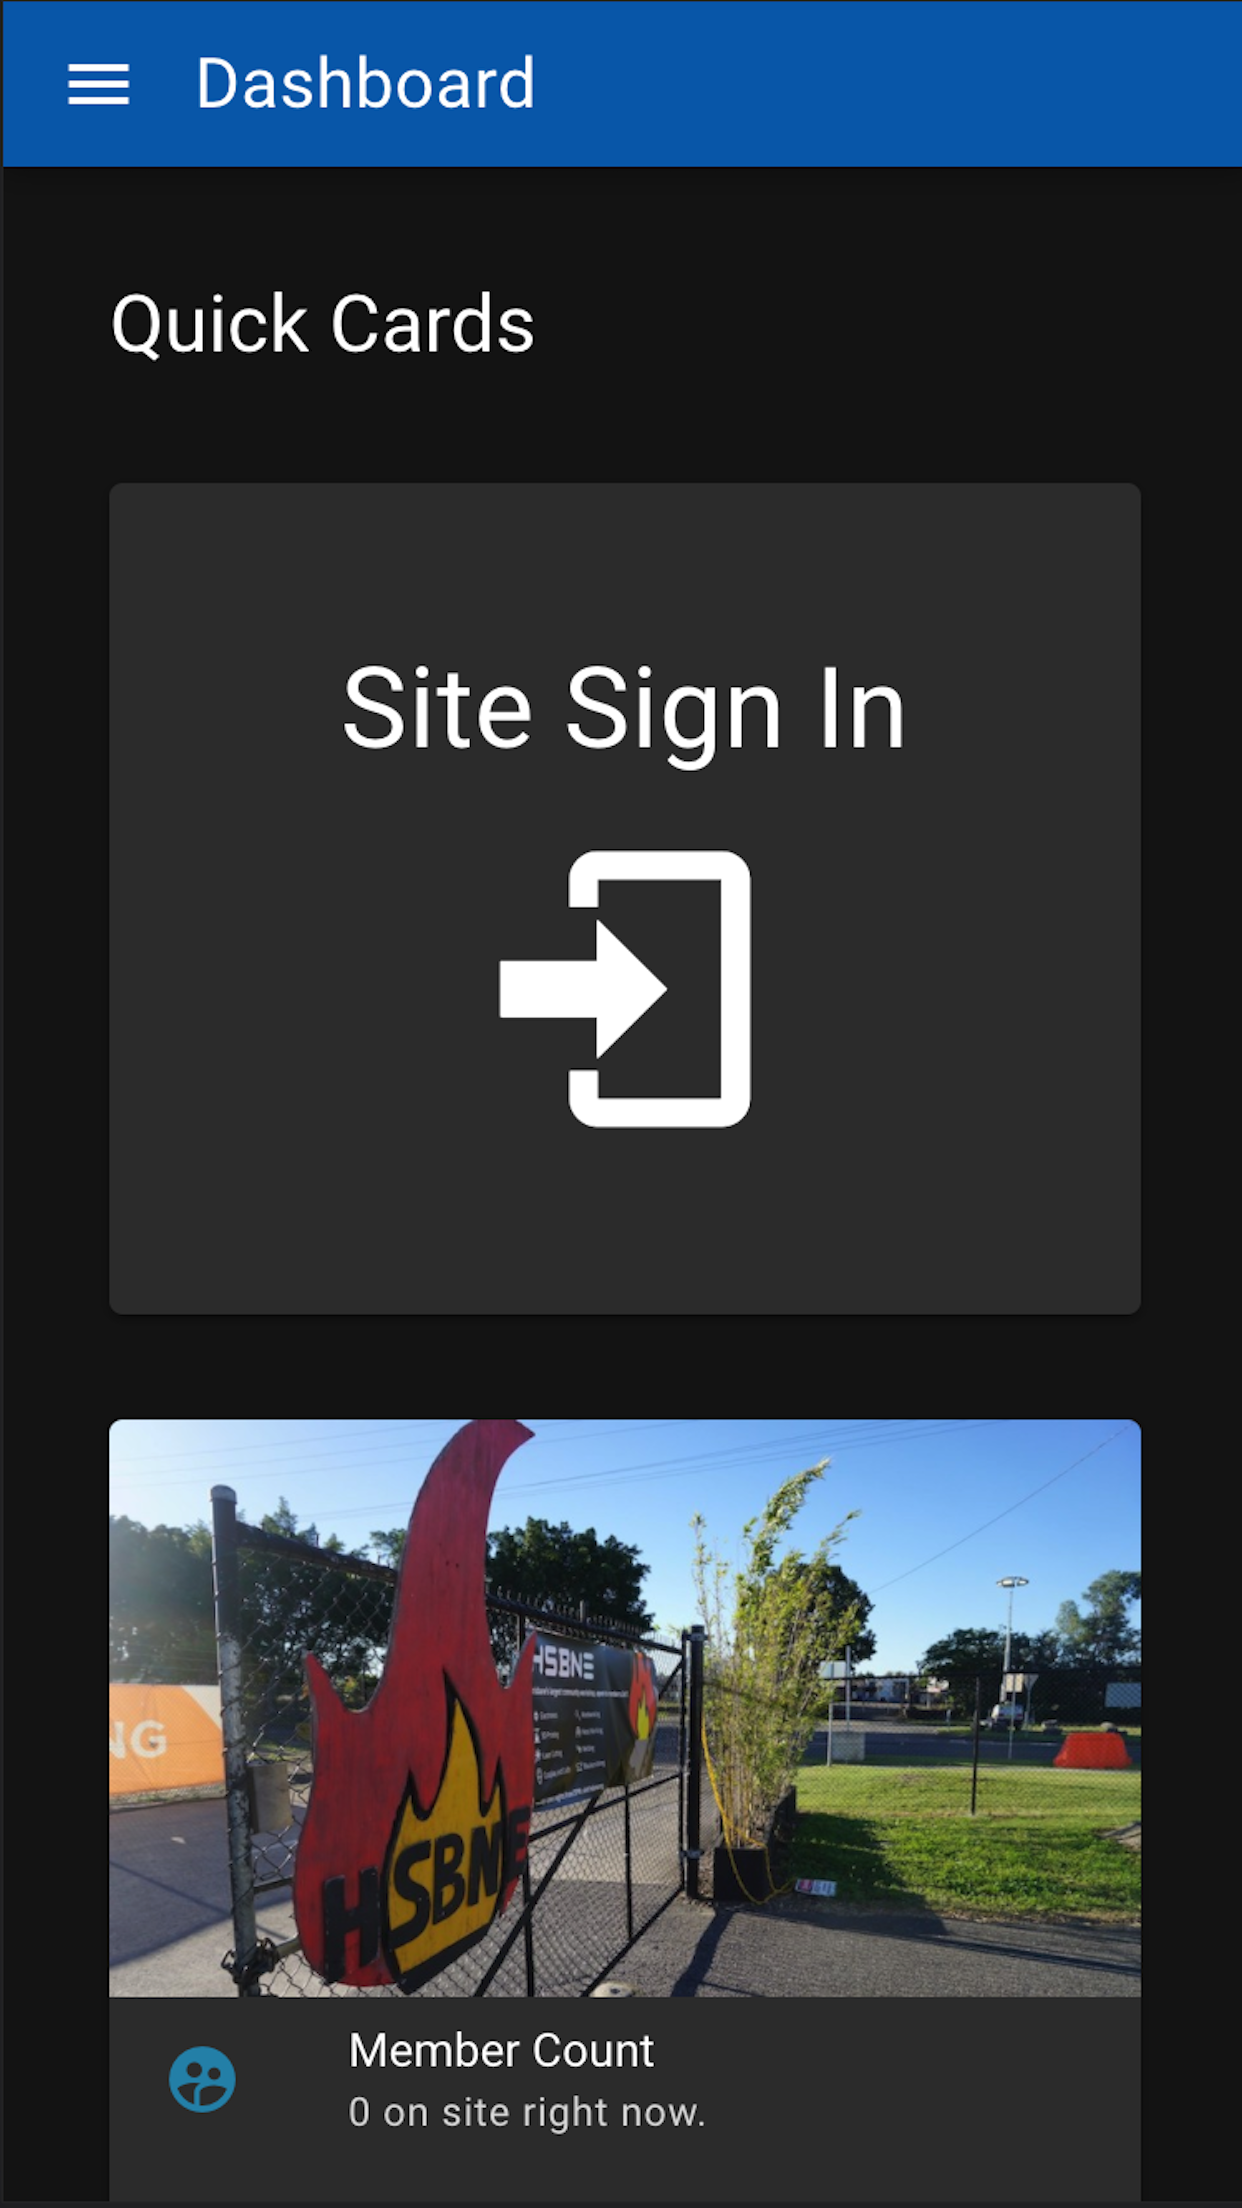 Dashboard
Quick Cards
Site Sign In
HSBNE
NG
HSBNE
Member Count
0 on site right now.